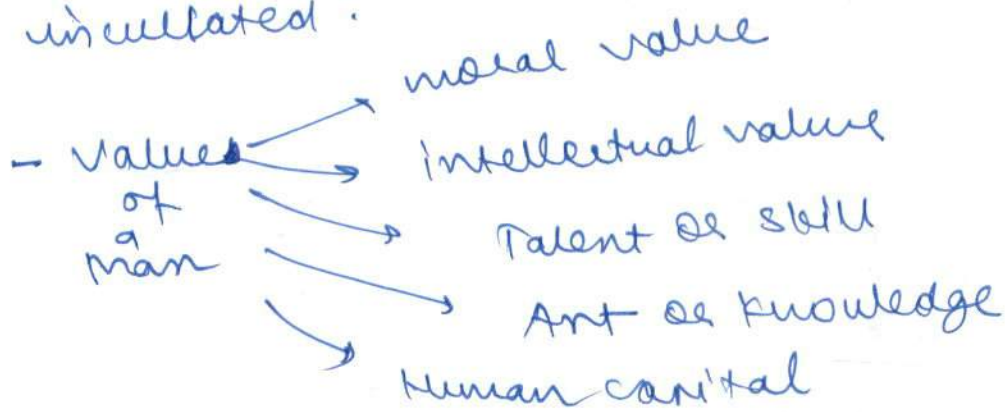 inculcated.
moral value
- Values
of
a
man
intellectual value
Talent or skill
Art or knowledge
Human capital